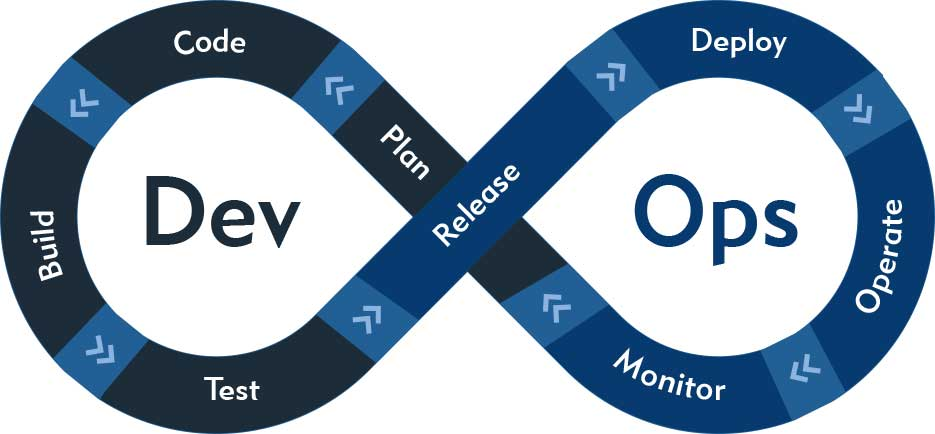 Code
Deploy
Plan
Release
Dev
Ops
Build
Operate
Test
Monitor